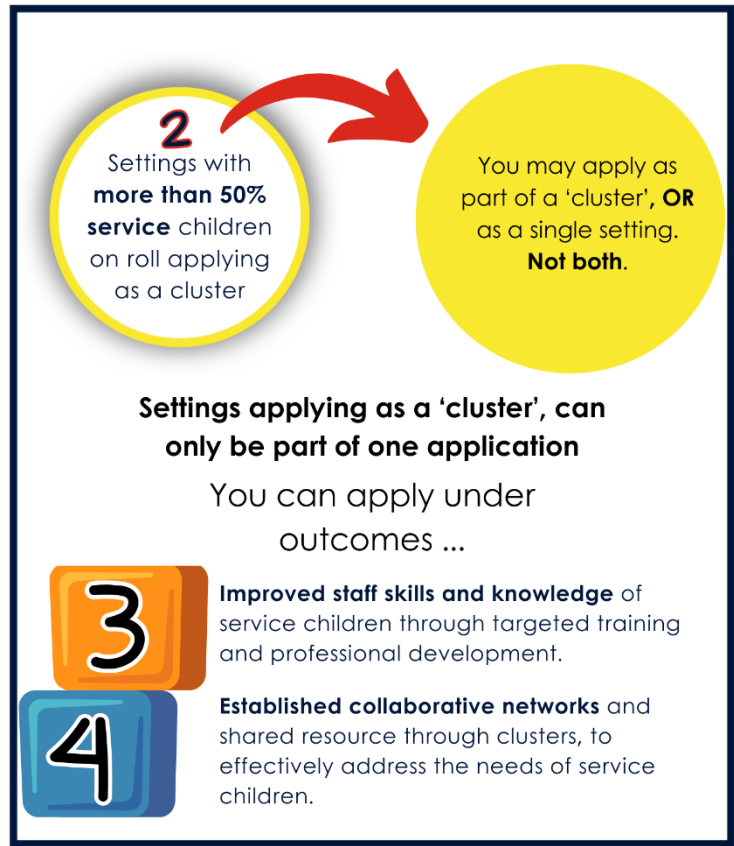 2
Settings with
more than 50%
service children
on roll applying
as a cluster
You may apply as
part of a ‘cluster’, OR
as a single setting.
Not both.
Settings applying as a ‘cluster’, can
only be part of one application
You can apply under
outcomes ...
3
Improved staff skills and knowledge of
service children through targeted training
and professional development.
4
Established collaborative networks and
shared resource through clusters, to
effectively address the needs of service
children.